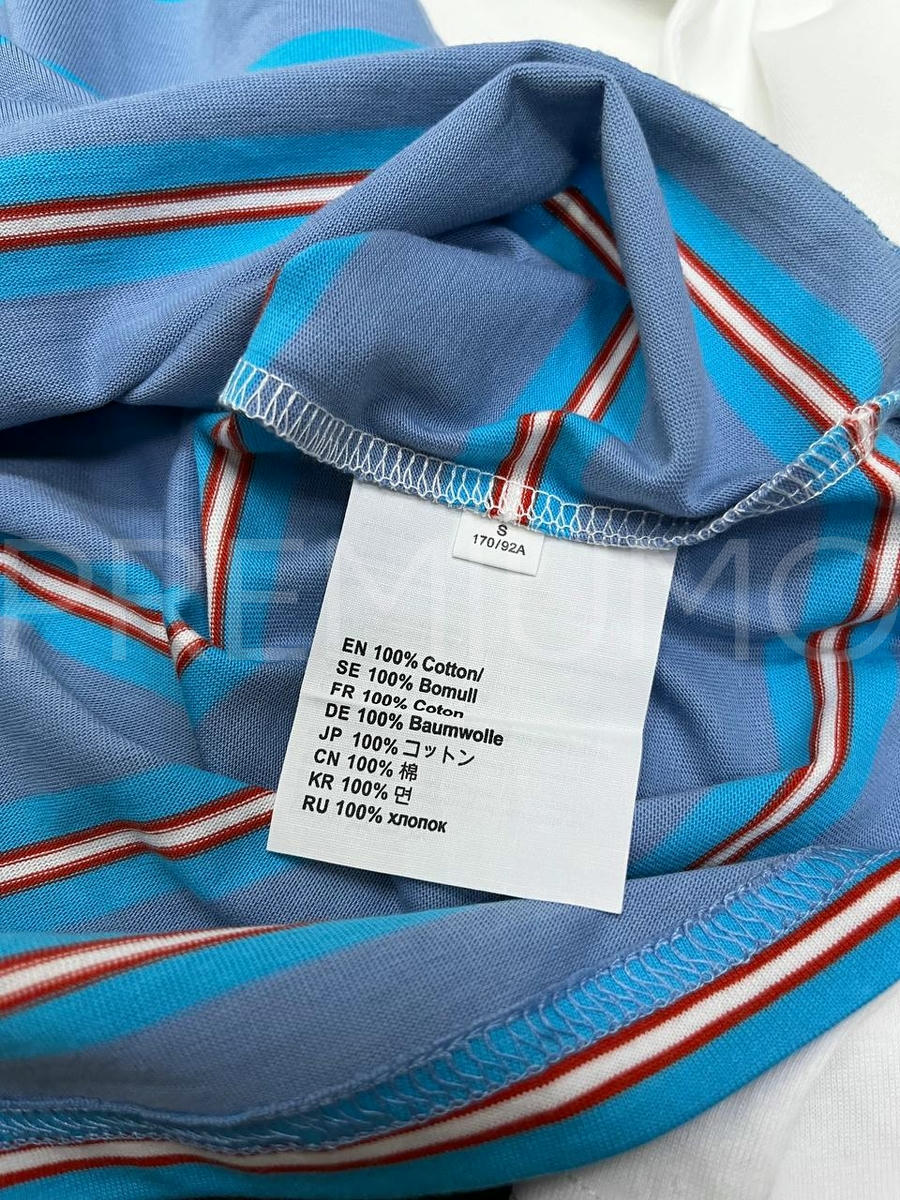 S
170/92A
EN 100% Cotton/
SE 100% Bomull
FR 100% Coton
DE 100% Baumwolle
JP 100% コットン
CN 100% 棉
KR 100% 면
RU 100% хлопок
PREMIUMO